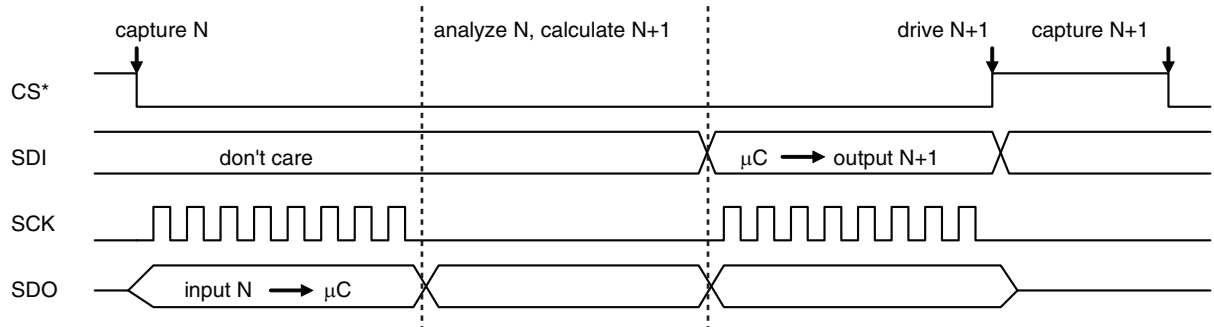 capture N
analyze N, calculate N+1
drive N+1
capture N+1
CS*
SDI
don't care
μC → output N+1
SCK
SDO
input N → μC